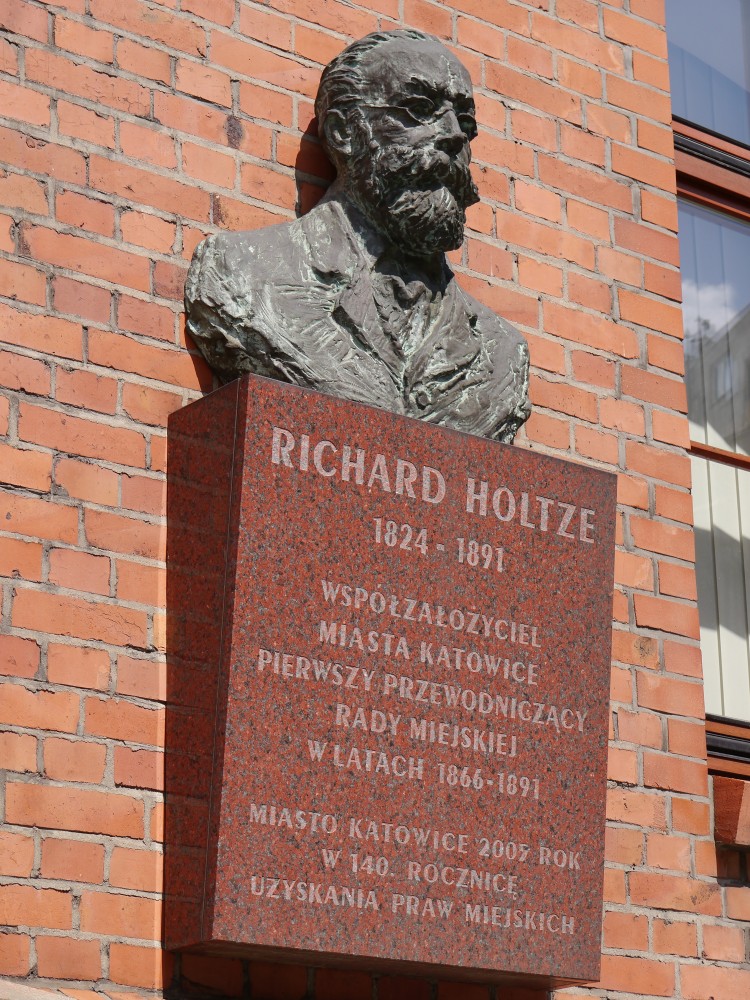 RICHARD HOLTZE
1824 - 1891
WSPÓŁZAŁOŻYCIEL
MIASTA KATOWICE
PIERWSZY PRZEWODNICZĄCY
RADY MIEJSKIEJ
W LATACH 1866-1891
MIASTO KATOWICE 2005 ROK
W 140. ROCZNICĘ
UZYSKANIA PRAW MIEJSKICH